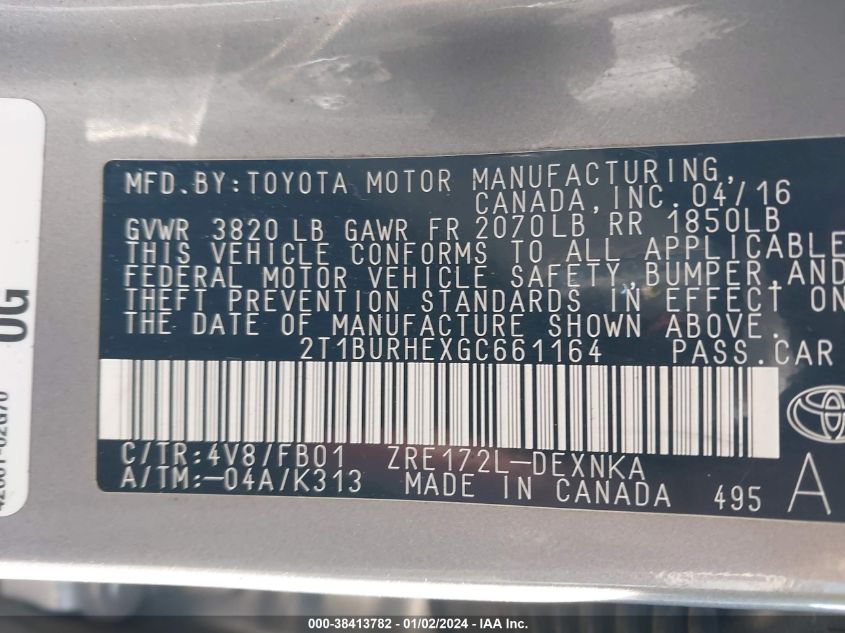 MFD.BY:TOYOTA MOTOR MANUFACTURING,
CANADA,INC.04/16
GVWR 3820 LB GAWR FR 2070LB RR 1850LB
THIS VEHICLE CONFORMS TO ALL APPLICABLE
FEDERAL MOTOR VEHICLE SAFETY,BUMPER,AND
THEFT PREVENTION STANDARDS IN EFFECT ON
THE DATE OF MANUFACTURE SHOWN ABOVE.
2T1BURHEXGC661164 PASS.CAR
C/TR:4V8/FB01 ZRE172L-DEXNKA
A/TM:-04A/K313 MADE IN CANADA 495 A
0G
000-38413782 - 01/02/2024 - IAA Inc.